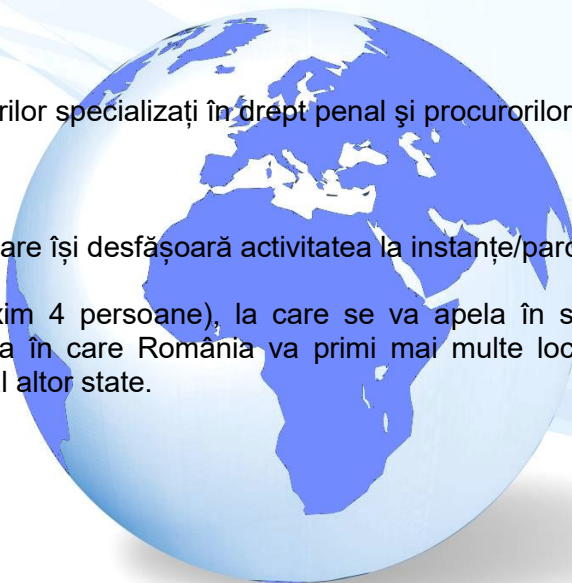 rilor specializați în drept penal şi procurorilor
are își desfășoară activitatea la instanțe/parc
xim 4 persoane), la care se va apela în s
a în care România va primi mai multe loc
l altor state.